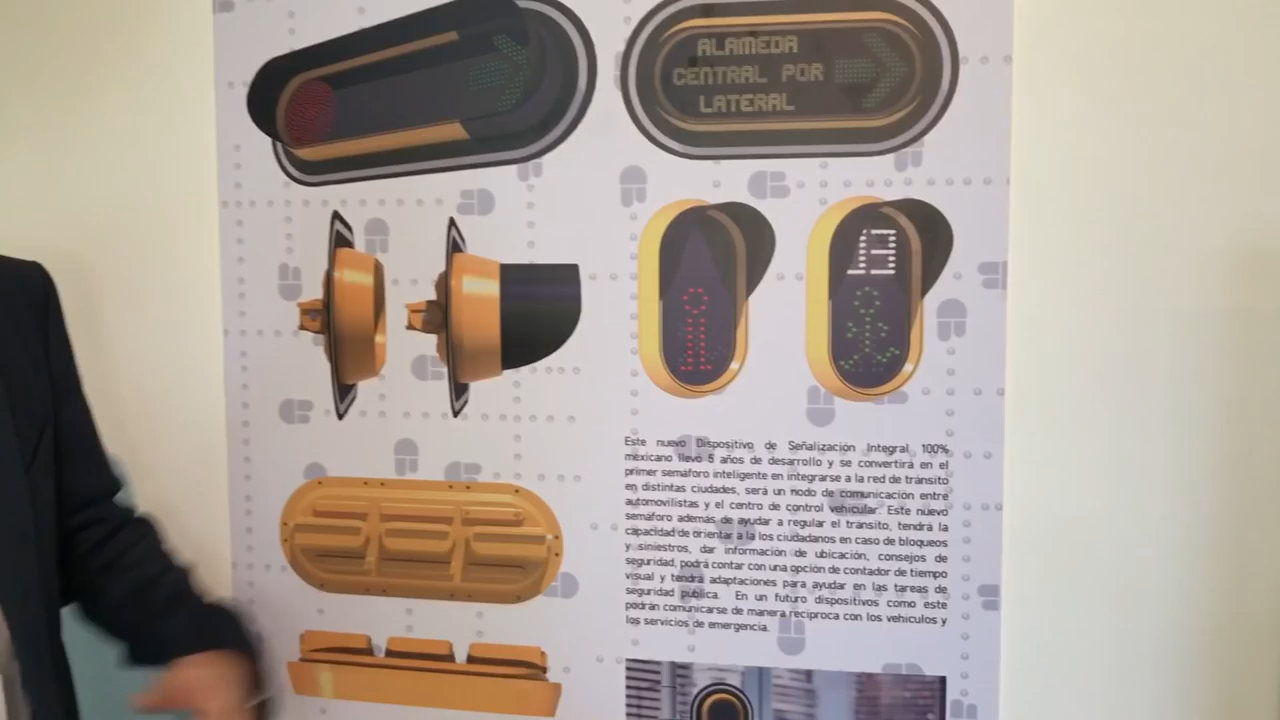 ALAMEDA
CENTRAL POR
LATERAL
Este nuevo Dispositivo de Señalización Integral 100%
mexicano llevó 5 años de desarrollo y se convertirá en el
primer semáforo inteligente en integrarse a la red de tránsito
en distintas ciudades, será un nodo de comunicación entre
automovilistas y el centro de control vehicular. Este nuevo
semáforo además de ayudar a regular el tránsito, tendrá la
capacidad de orientar a la los ciudadanos en caso de bloqueos
y siniestros, dar información de ubicación, consejos de
seguridad, podrá contar con una opción de contador de tiempo
visual y tendrá adaptaciones para ayudar en las tareas de
seguridad pública. En un futuro dispositivos como este
podrán comunicarse de manera reciproca con los vehículos y
los servicios de emergencia.